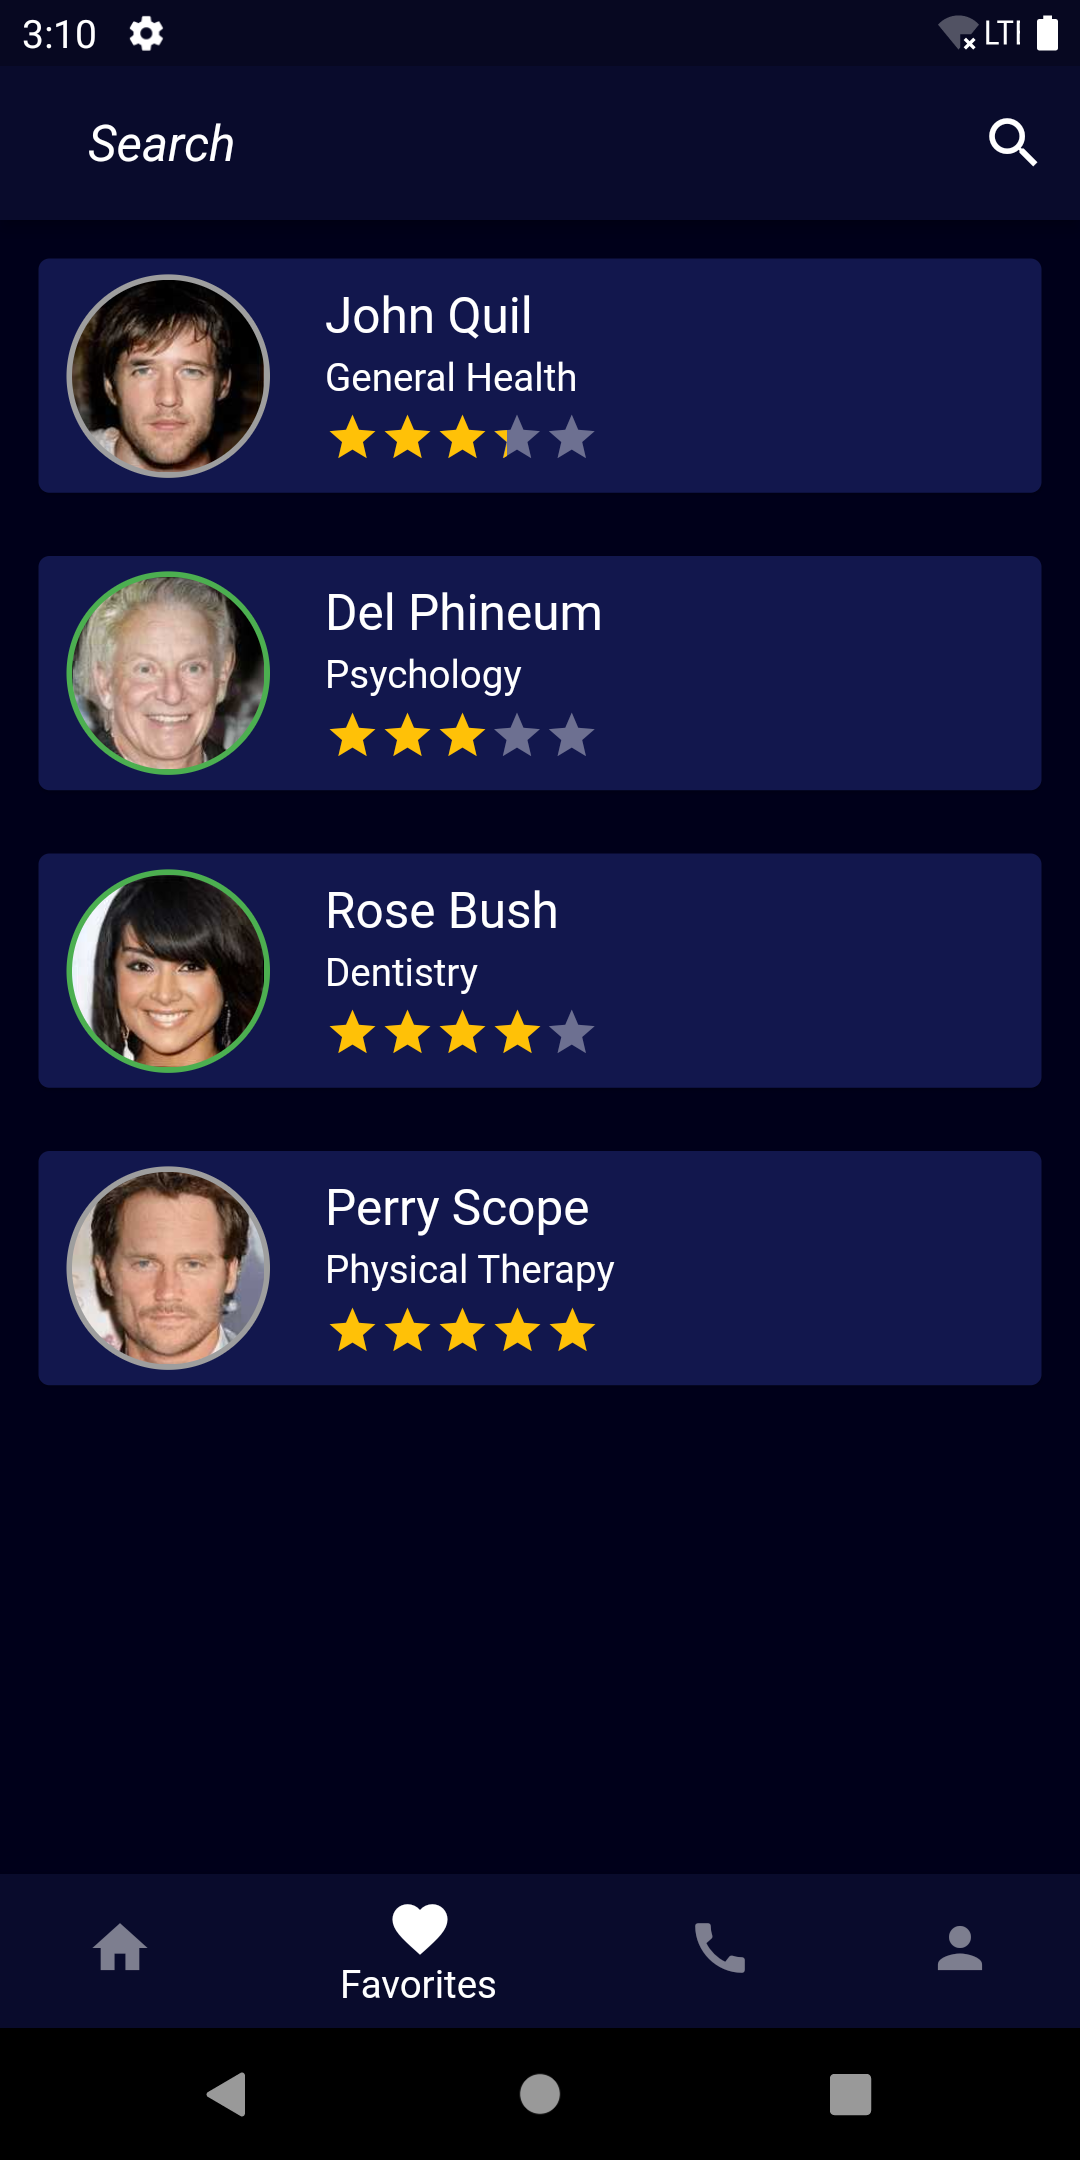 3:10 LTE
Search
John Quil
General Health
Del Phineum
Psychology
Rose Bush
Dentistry
Perry Scope
Physical Therapy
Favorites